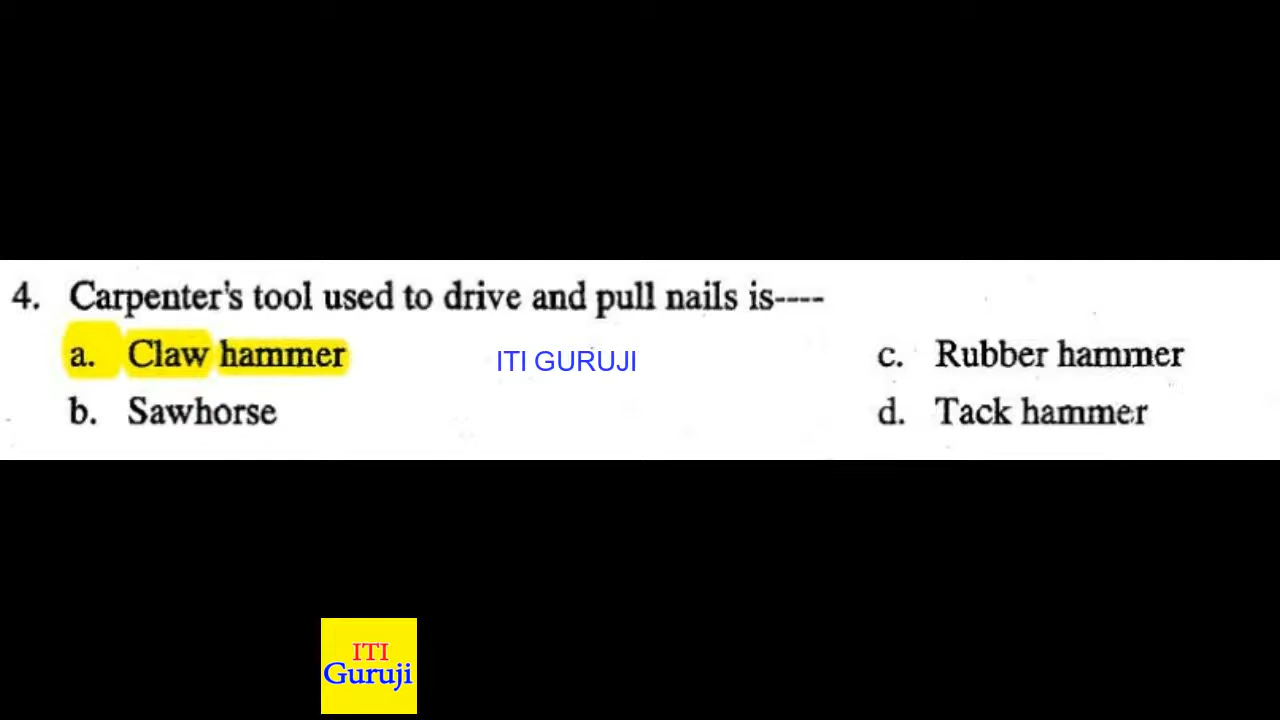 4. Carpenter's tool used to drive and pull nails is----
a. Claw hammer
ITI GURUJI
c. Rubber hammer
b. Sawhorse
d. Tack hammer
ITI
Guruji